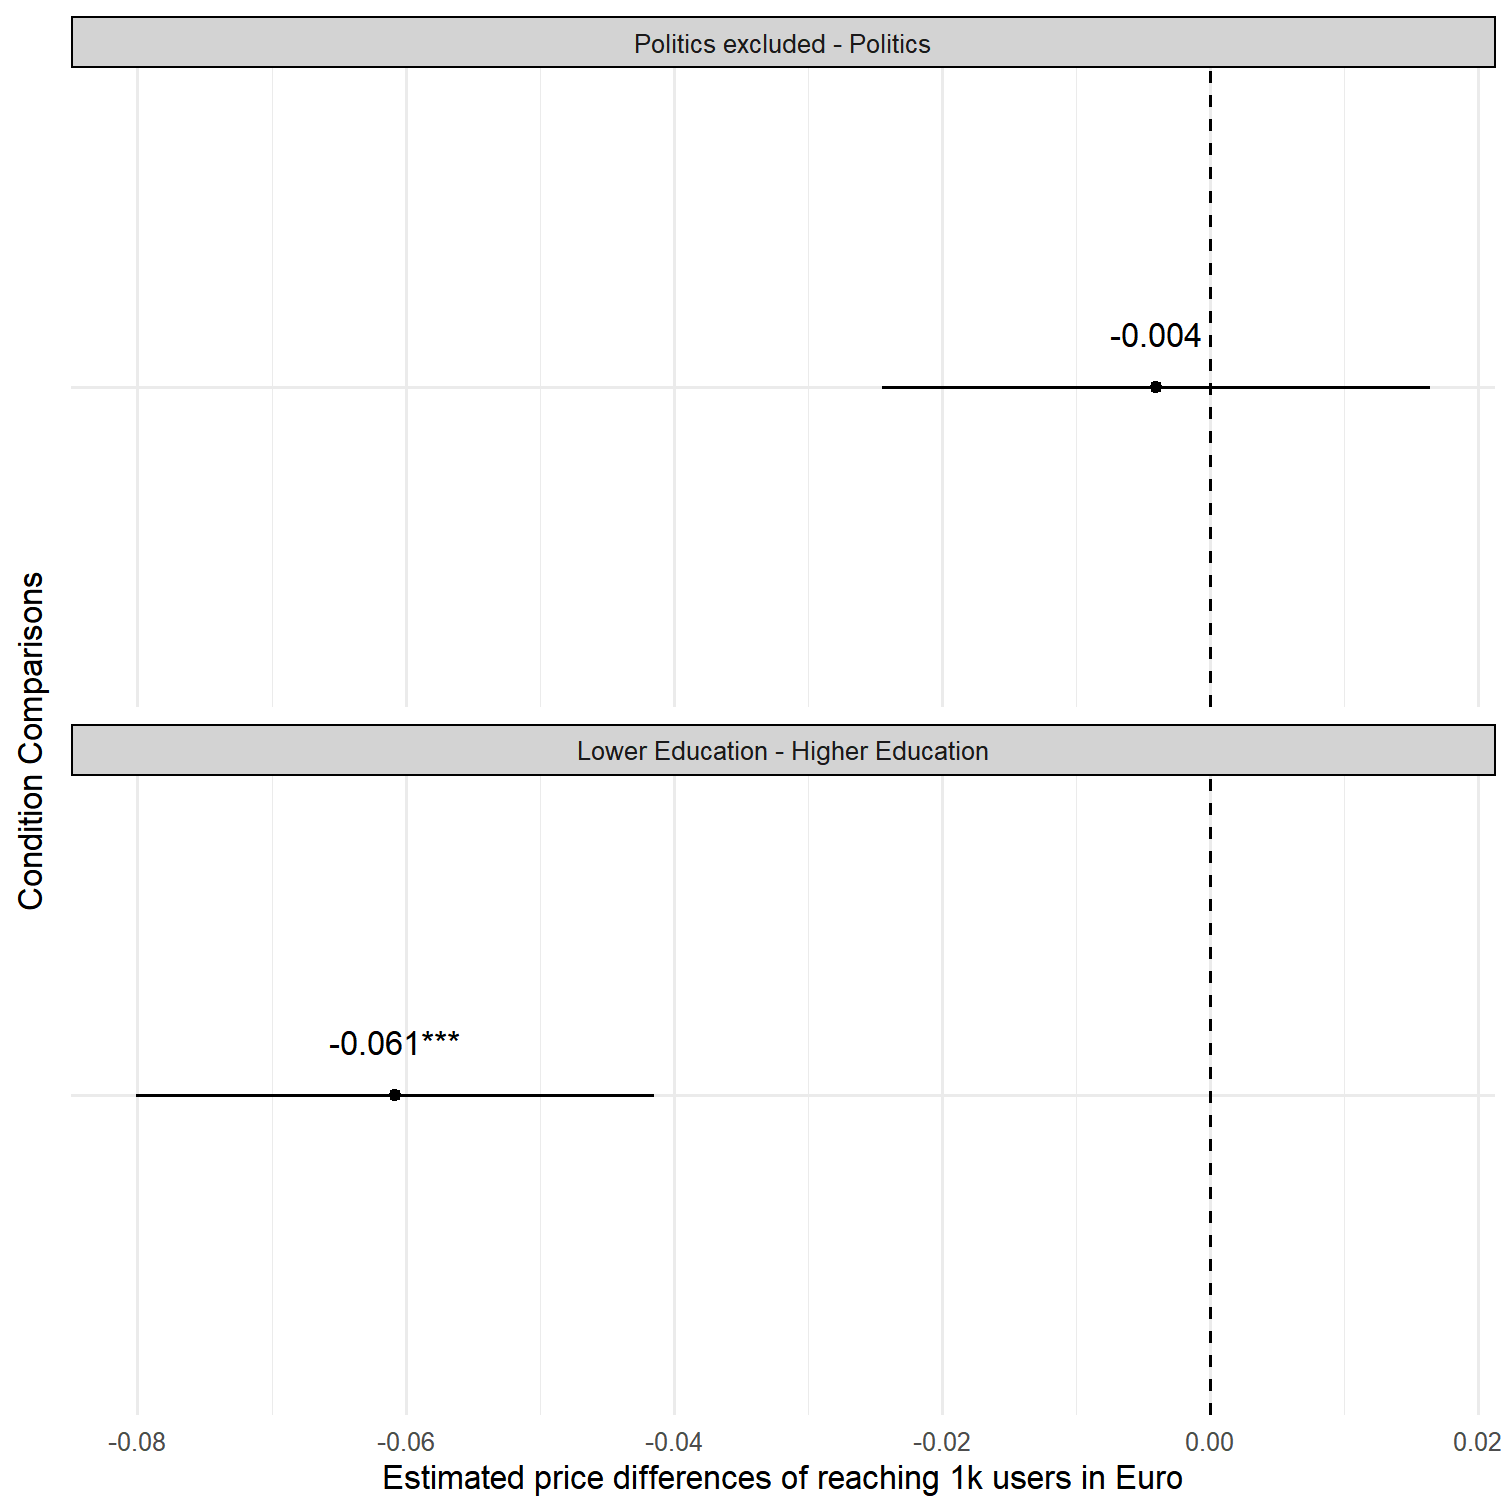 Politics excluded - Politics
-0.004
Condition Comparisons
Lower Education - Higher Education
-0.061***
-0.08 -0.06 -0.04 -0.02 0.00 0.02
Estimated price differences of reaching 1k users in Euro